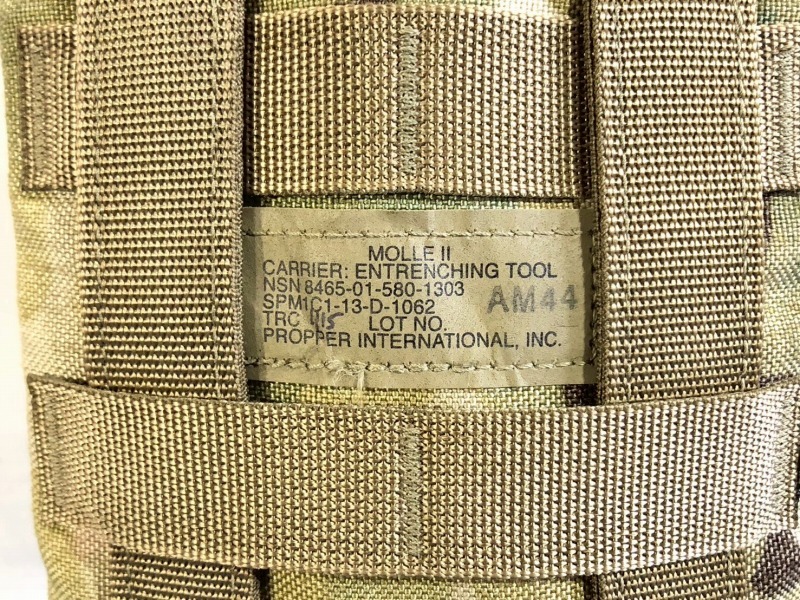 MOLLE II
CARRIER: ENTRENCHING TOOL
NSN 8465-01-580-1303
SPM1C1-13-D-1062
AM44
TRC 415 LOT NO.
PROPPER INTERNATIONAL, INC.